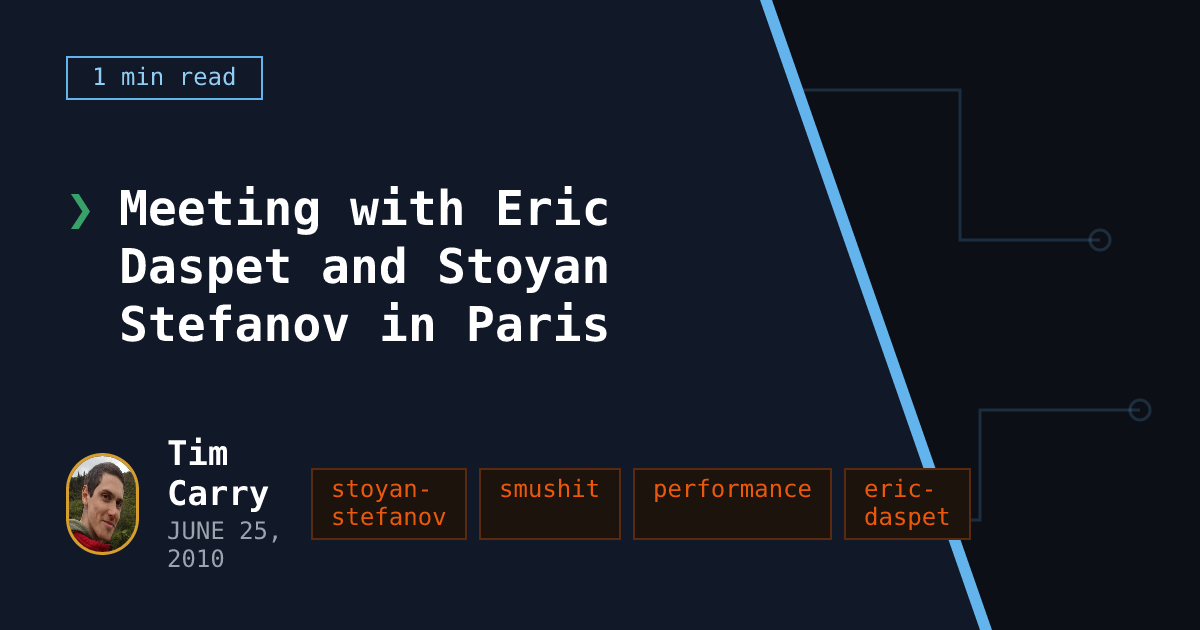 1 min read
❯ Meeting with Eric
Daspet and Stoyan
Stefanov in Paris
Tim
Carry
JUNE 25,
2010
stoyan-
stefanov
smushit
performance
eric-
daspet